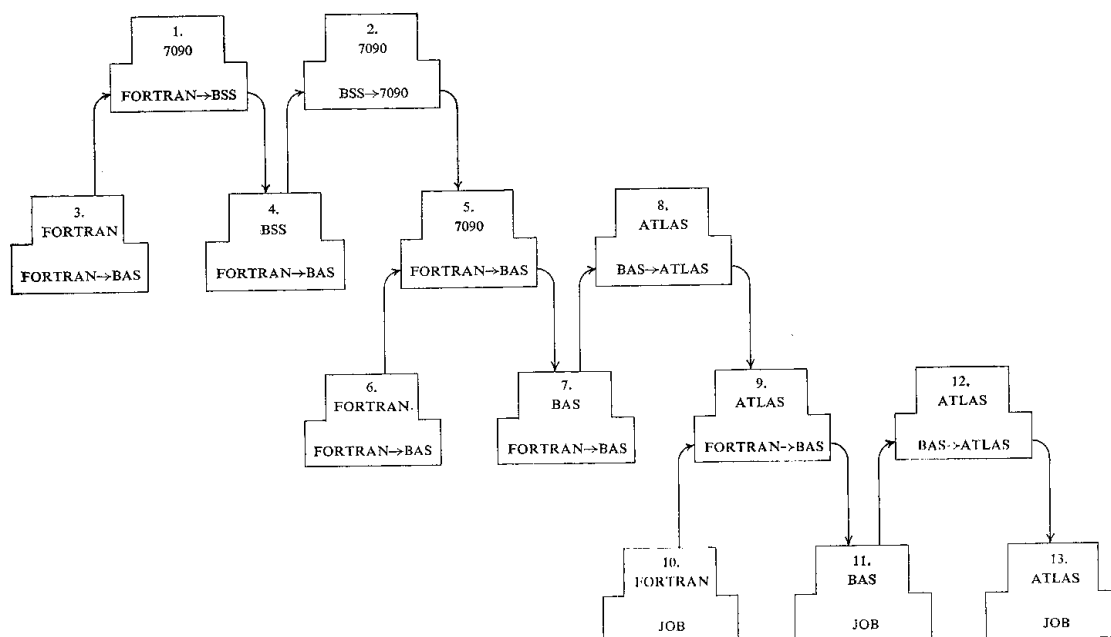 1.
7090
FORTRAN→BSS
2.
7090
BSS→7090
3.
FORTRAN
FORTRAN→BAS
4.
BSS
FORTRAN→BAS
5.
7090
FORTRAN→BAS
8.
ATLAS
BAS→ATLAS
6.
FORTRAN
FORTRAN→BAS
7.
BAS
FORTRAN→BAS
9.
ATLAS
FORTRAN→BAS
12.
ATLAS
BAS→ATLAS
10.
FORTRAN
JOB
11.
BAS
JOB
13.
ATLAS
JOB